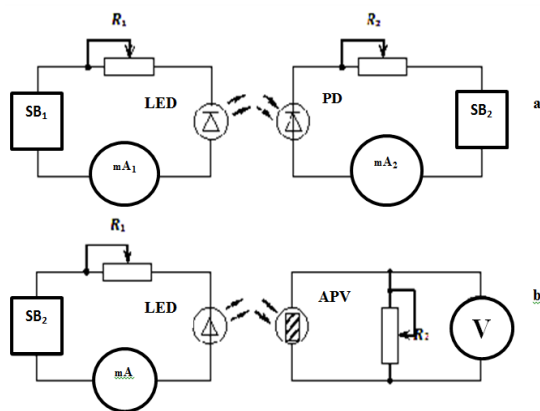 R₁
R₂
LED
PD
a
SB₁
SB₂
mA₁
mA₂
R₁
LED
APV
b
SB₂
R₂
V
mA